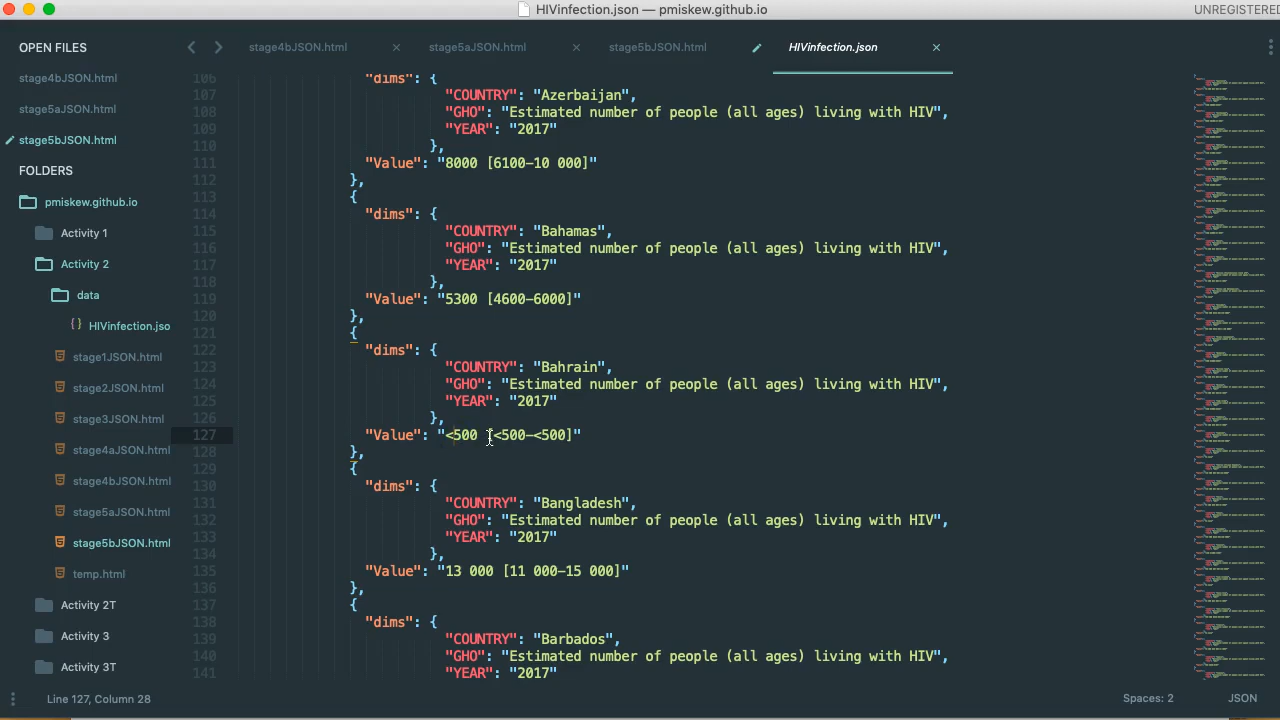 HIVinfection.json — pmiskew.github.io
UNREGISTERED
OPEN FILES
stage4bJSON.html
stage5aJSON.html
stage5bJSON.html
FOLDERS
pmiskew.github.io
Activity 1
Activity 2
data
HIVinfection.jso
stage1JSON.html
stage2JSON.html
stage3JSON.html
stage4aJSON.html
stage4bJSON.html
stage5aJSON.html
stage5bJSON.html
temp.html
Activity 2T
Activity 3
Activity 3T
stage4bJSON.html × stage5aJSON.html × stage5bJSON.html HIVinfection.json ×
106 "dims": {
107 "COUNTRY": "Azerbaijan",
108 "GHO": "Estimated number of people (all ages) living with HIV",
109 "YEAR": "2017"
110 },
111 "Value": "8000 [6100–10 000]"
112 },
113 {
114 "dims": {
115 "COUNTRY": "Bahamas",
116 "GHO": "Estimated number of people (all ages) living with HIV",
117 "YEAR": "2017"
118 },
119 "Value": "5300 [4600–6000]"
120 },
121 {
122 "dims": {
123 "COUNTRY": "Bahrain",
124 "GHO": "Estimated number of people (all ages) living with HIV",
125 "YEAR": "2017"
126 },
127 "Value": "<500 [<500–<500]"
128 },
129 {
130 "dims": {
131 "COUNTRY": "Bangladesh",
132 "GHO": "Estimated number of people (all ages) living with HIV",
133 "YEAR": "2017"
134 },
135 "Value": "13 000 [11 000–15 000]"
136 },
137 {
138 "dims": {
139 "COUNTRY": "Barbados",
140 "GHO": "Estimated number of people (all ages) living with HIV",
141 "YEAR": "2017"
Line 127, Column 28
Spaces: 2
JSON